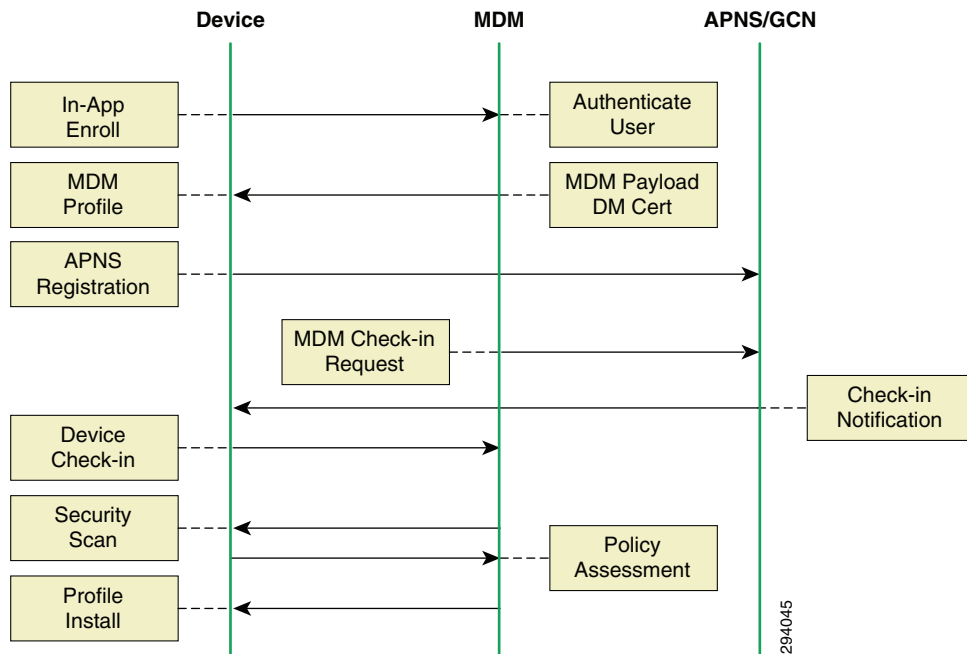 Device
MDM
APNS/GCN
In-App
Enroll
Authenticate
User
MDM
Profile
MDM Payload
DM Cert
APNS
Registration
MDM Check-in
Request
Check-in
Notification
Device
Check-in
Security
Scan
Policy
Assessment
Profile
Install
294045